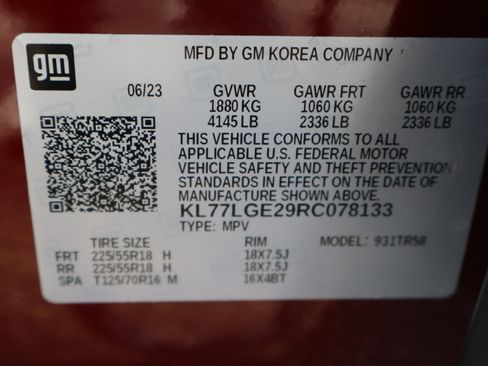 gm
MFD BY GM KOREA COMPANY
06/23 GVWR GAWR FRT GAWR RR
1880 KG 1060 KG 1060 KG
4145 LB 2336 LB 2336 LB
THIS VEHICLE CONFORMS TO ALL
APPLICABLE U.S. FEDERAL MOTOR
VEHICLE SAFETY AND THEFT PREVENTION
STANDARDS IN EFFECT ON THE DATE OF
MANUFACTURE SHOWN ABOVE.
KL77LGE29RC078133
TYPE: MPV MODEL: 931TR58
TIRE SIZE RIM
FRT 225/55R18 H 18X7.5J
RR 225/55R18 H 18X7.5J
SPA T125/70R16 M 16X4BT